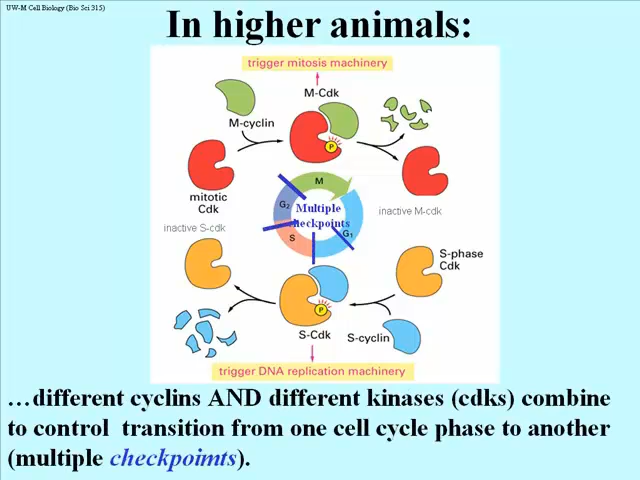 UW-M Cell Biology (Bio Sci 315)
In higher animals:
trigger mitosis machinery
M-Cdk
M-cyclin
P
mitotic
Cdk
inactive M-cdk
inactive S-cdk
M
G2
Multiple
checkpoints
G1
S
S-phase
Cdk
P
S-Cdk
S-cyclin
trigger DNA replication machinery
…different cyclins AND different kinases (cdks) combine
to control transition from one cell cycle phase to another
(multiple checkpoimts).